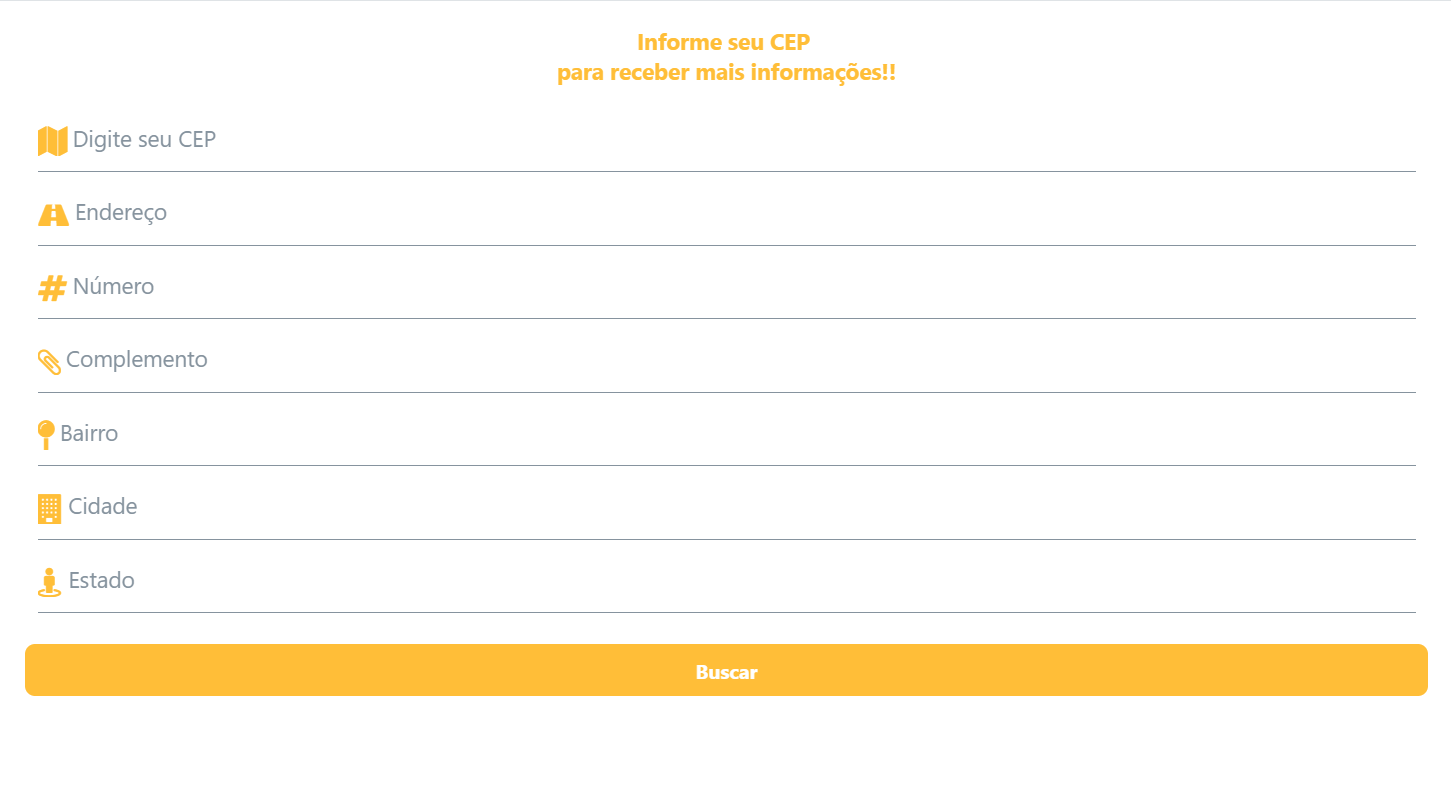 Informe seu CEP
para receber mais informações!!
Digite seu CEP
Endereço
Número
Complemento
Bairro
Cidade
Estado
Buscar